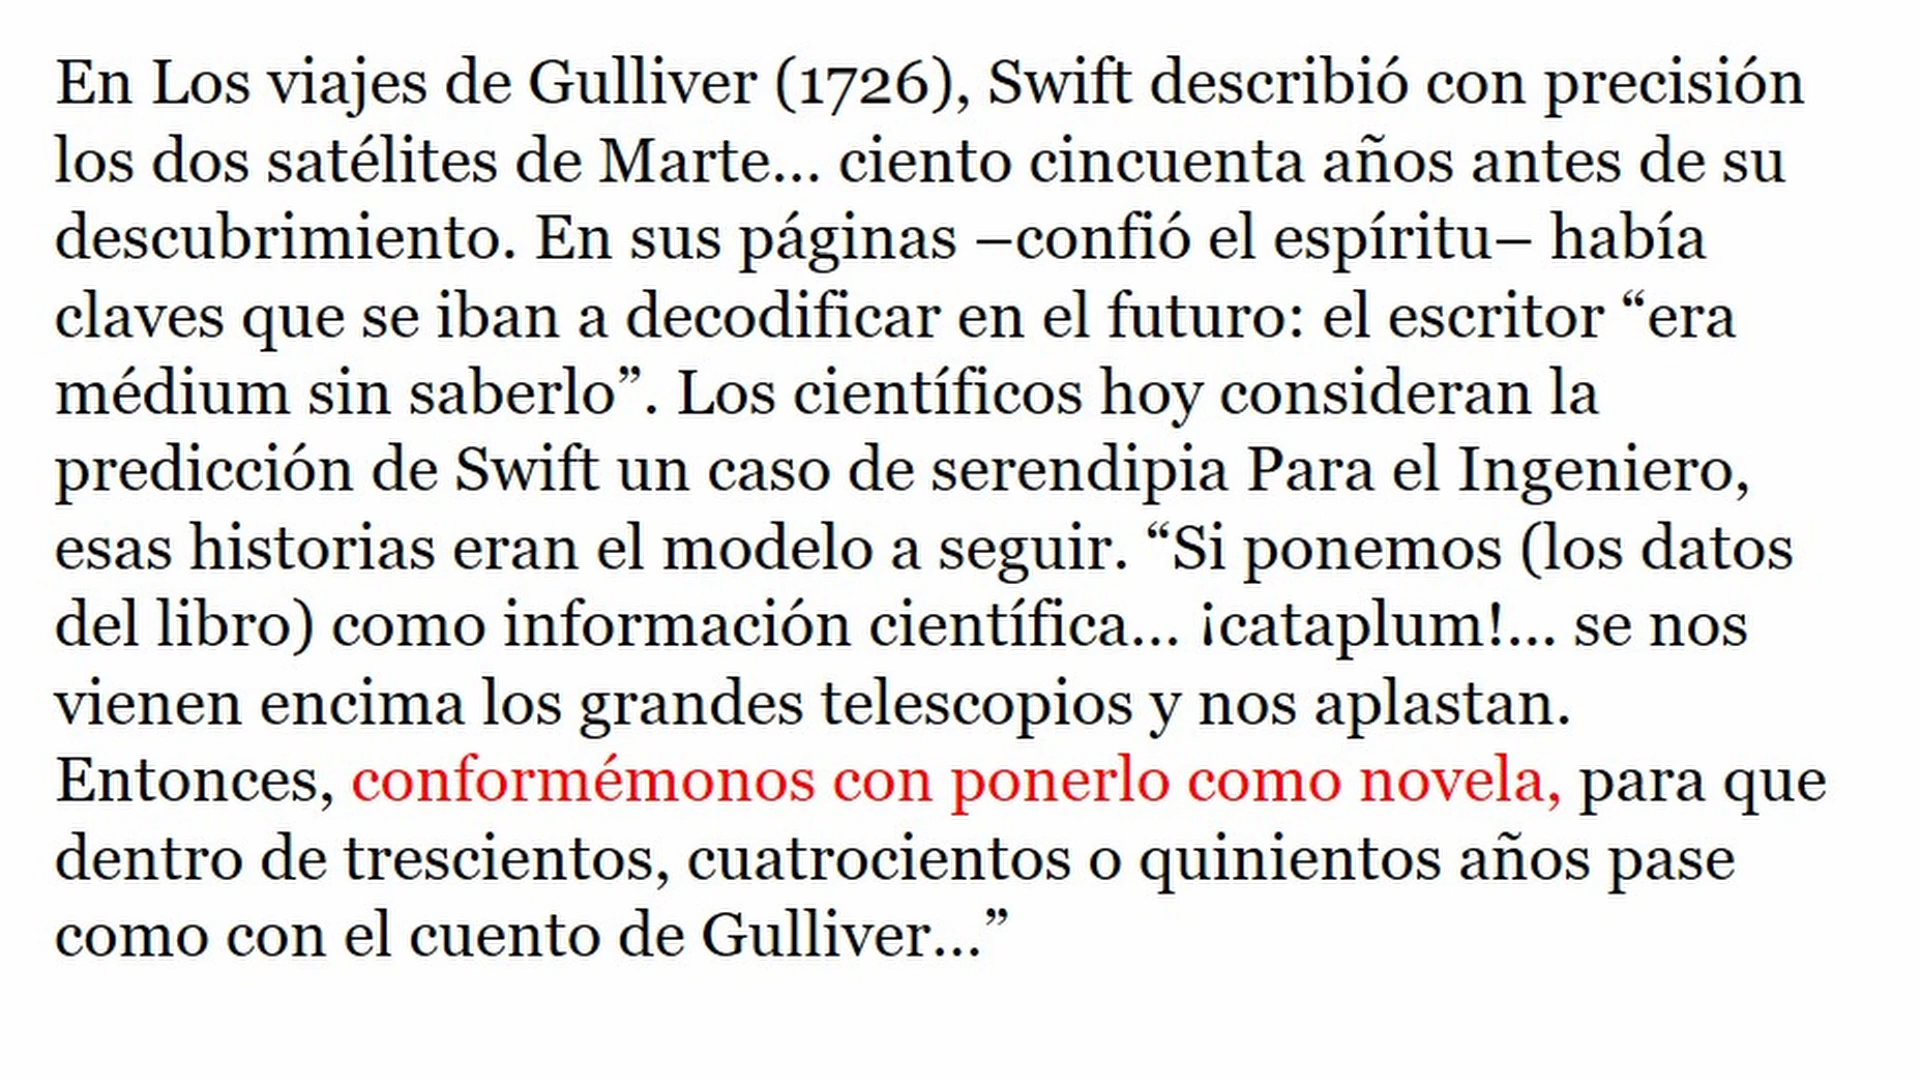 En Los viajes de Gulliver (1726), Swift describió con precisión
los dos satélites de Marte... ciento cincuenta años antes de su
descubrimiento. En sus páginas –confió el espíritu– había
claves que se iban a decodificar en el futuro: el escritor “era
médium sin saberlo”. Los científicos hoy consideran la
predicción de Swift un caso de serendipia Para el Ingeniero,
esas historias eran el modelo a seguir. “Si ponemos (los datos
del libro) como información científica... ¡cataplum!... se nos
vienen encima los grandes telescopios y nos aplastan.
Entonces, conformémonos con ponerlo como novela, para que
dentro de trescientos, cuatrocientos o quinientos años pase
como con el cuento de Gulliver...”